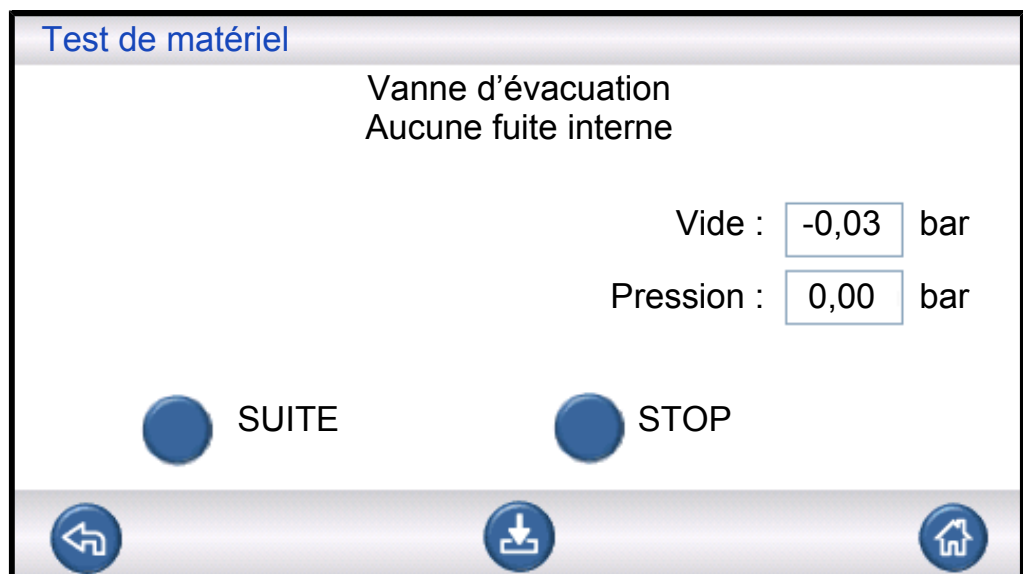 Test de matériel
Vanne d’évacuation
Aucune fuite interne
Vide : -0,03 bar
Pression : 0,00 bar
SUITE STOP